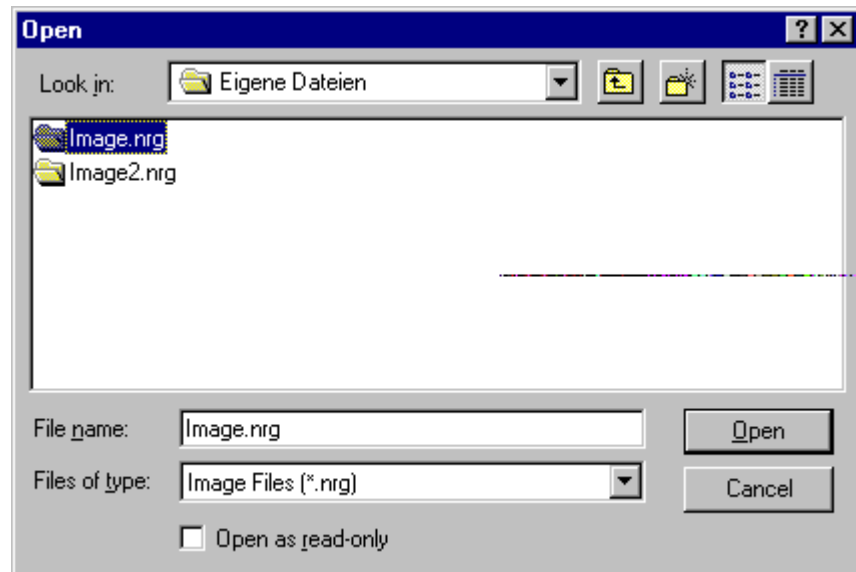 Open
Look in: Eigene Dateien
Image.nrg
Image2.nrg
File name: Image.nrg Open
Files of type: Image Files (*.nrg) Cancel
Open as read-only